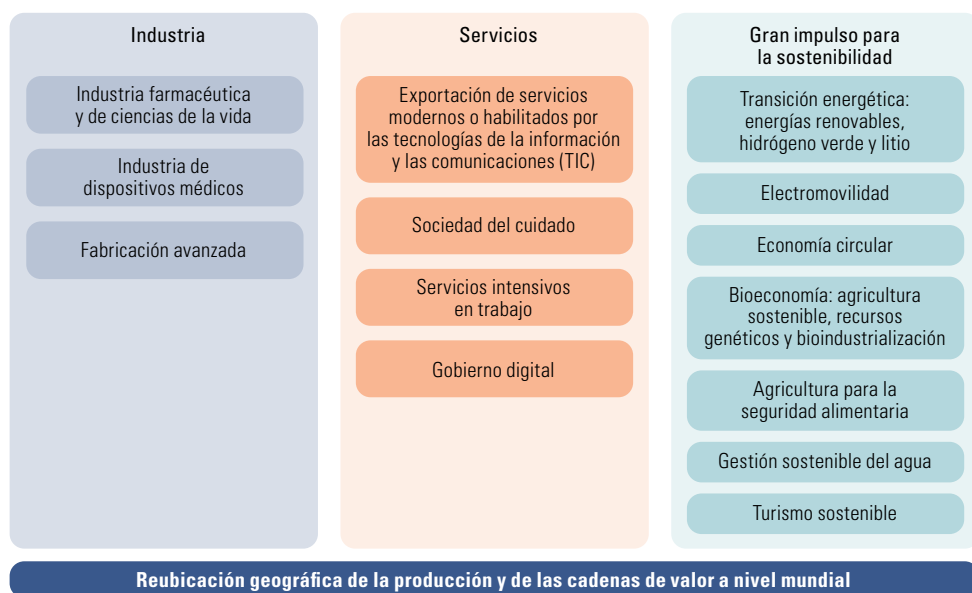 Industria
Industria farmacéutica
y de ciencias de la vida
Industria de
dispositivos médicos
Fabricación avanzada
Servicios
Exportación de servicios
modernos o habilitados por
las tecnologías de la información
y las comunicaciones (TIC)
Sociedad del cuidado
Servicios intensivos
en trabajo
Gobierno digital
Gran impulso para
la sostenibilidad
Transición energética:
energías renovables,
hidrógeno verde y litio
Electromovilidad
Economía circular
Bioeconomía: agricultura
sostenible, recursos
genéticos y bioindustrialización
Agricultura para la
seguridad alimentaria
Gestión sostenible del agua
Turismo sostenible
Reubicación geográfica de la producción y de las cadenas de valor a nivel mundial